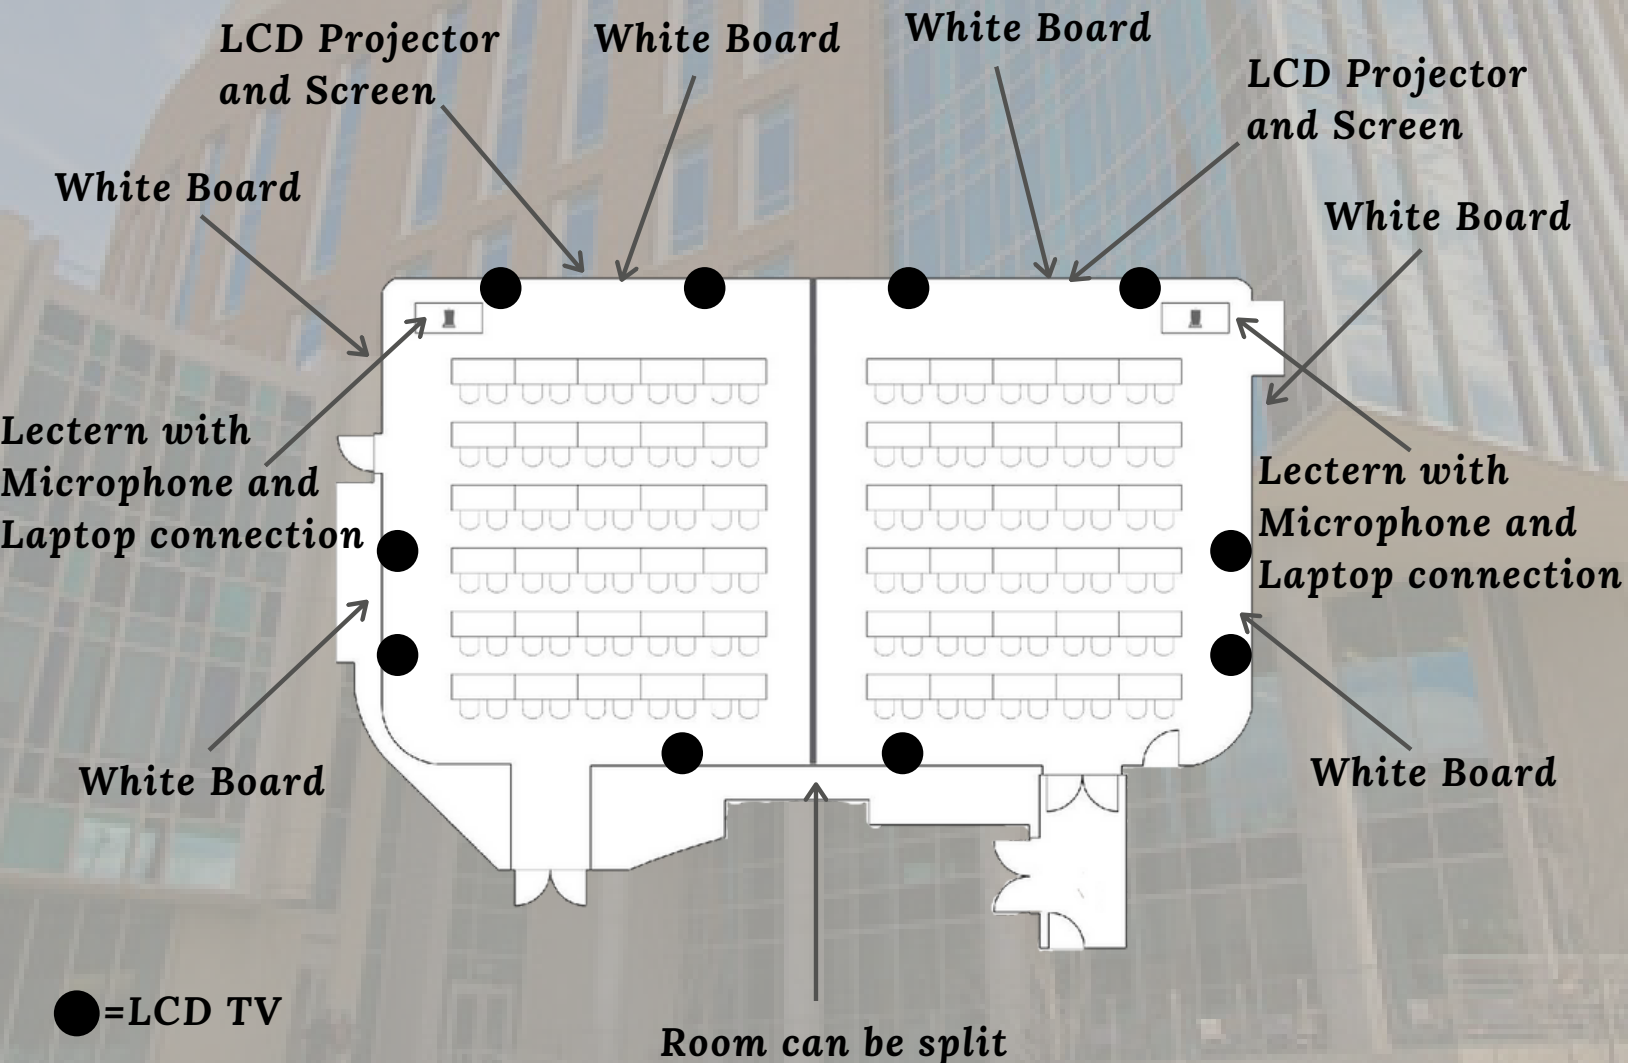 LCD Projector
and Screen
White Board
White Board
LCD Projector
and Screen
White Board
White Board
Lectern with
Microphone and
Laptop connection
Lectern with
Microphone and
Laptop connection
White Board
White Board
=LCD TV
Room can be split